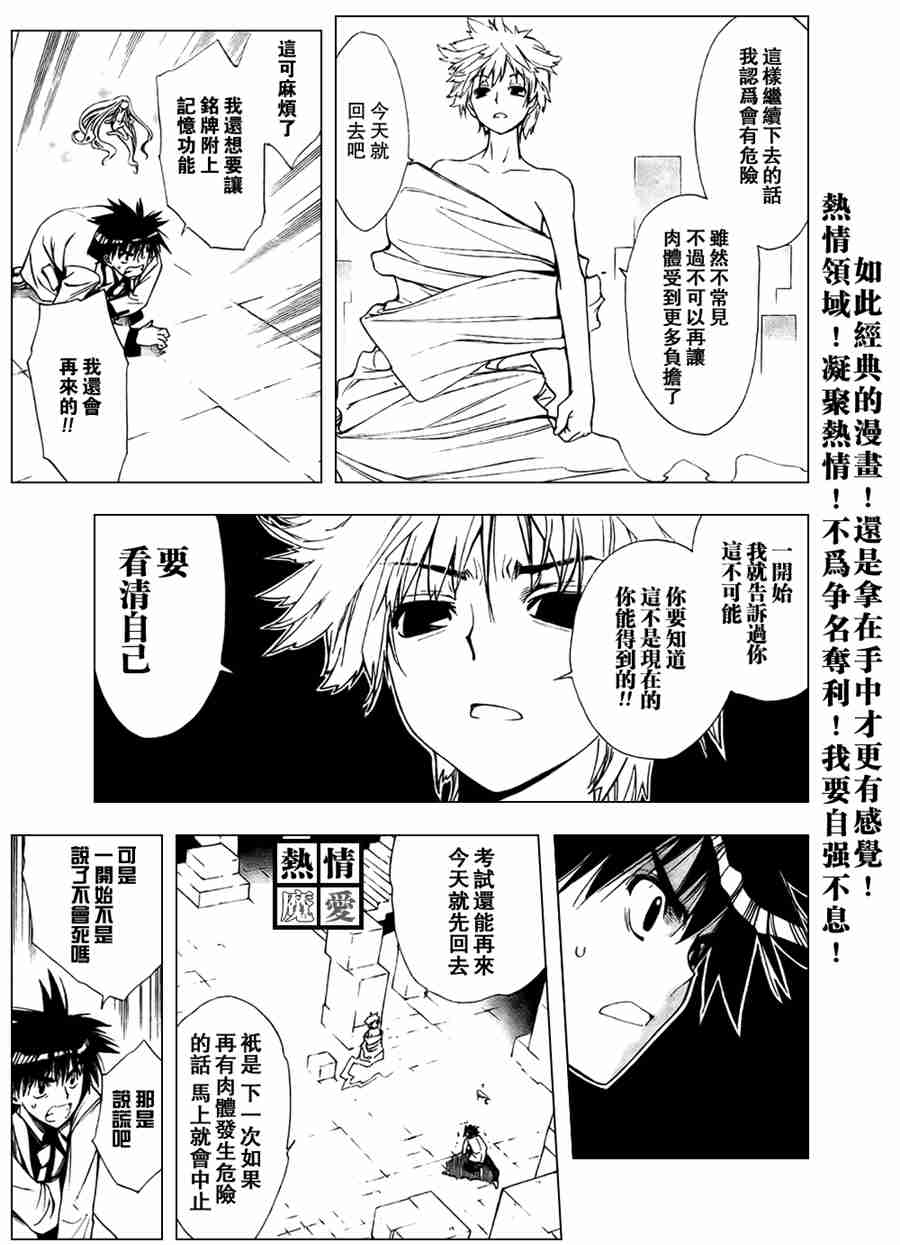 這樣繼續下去的話
我認爲會有危險
雖然不常見
不過不可以再讓
肉體受到更多負擔了
今天就
回去吧
這可麻煩了
我還想要讓
銘牌附上
記憶功能
我還會
再來的!!
一開始
我就告訴過你
這不可能
你要知道
這不是現在的
你能得到的!!
要
看清自己
考試還能再來
今天就先回去
衹是 下一次如果
再有肉體發生危險
的話 馬上就會中止
可是
一開始不是
說了不會死嗎
那是
說謊吧
熱情
魔愛
如此經典的漫畫！還是拿在手中才更有感覺！
熱情領域！凝聚熱情！不爲争名奪利！我要自强不息！